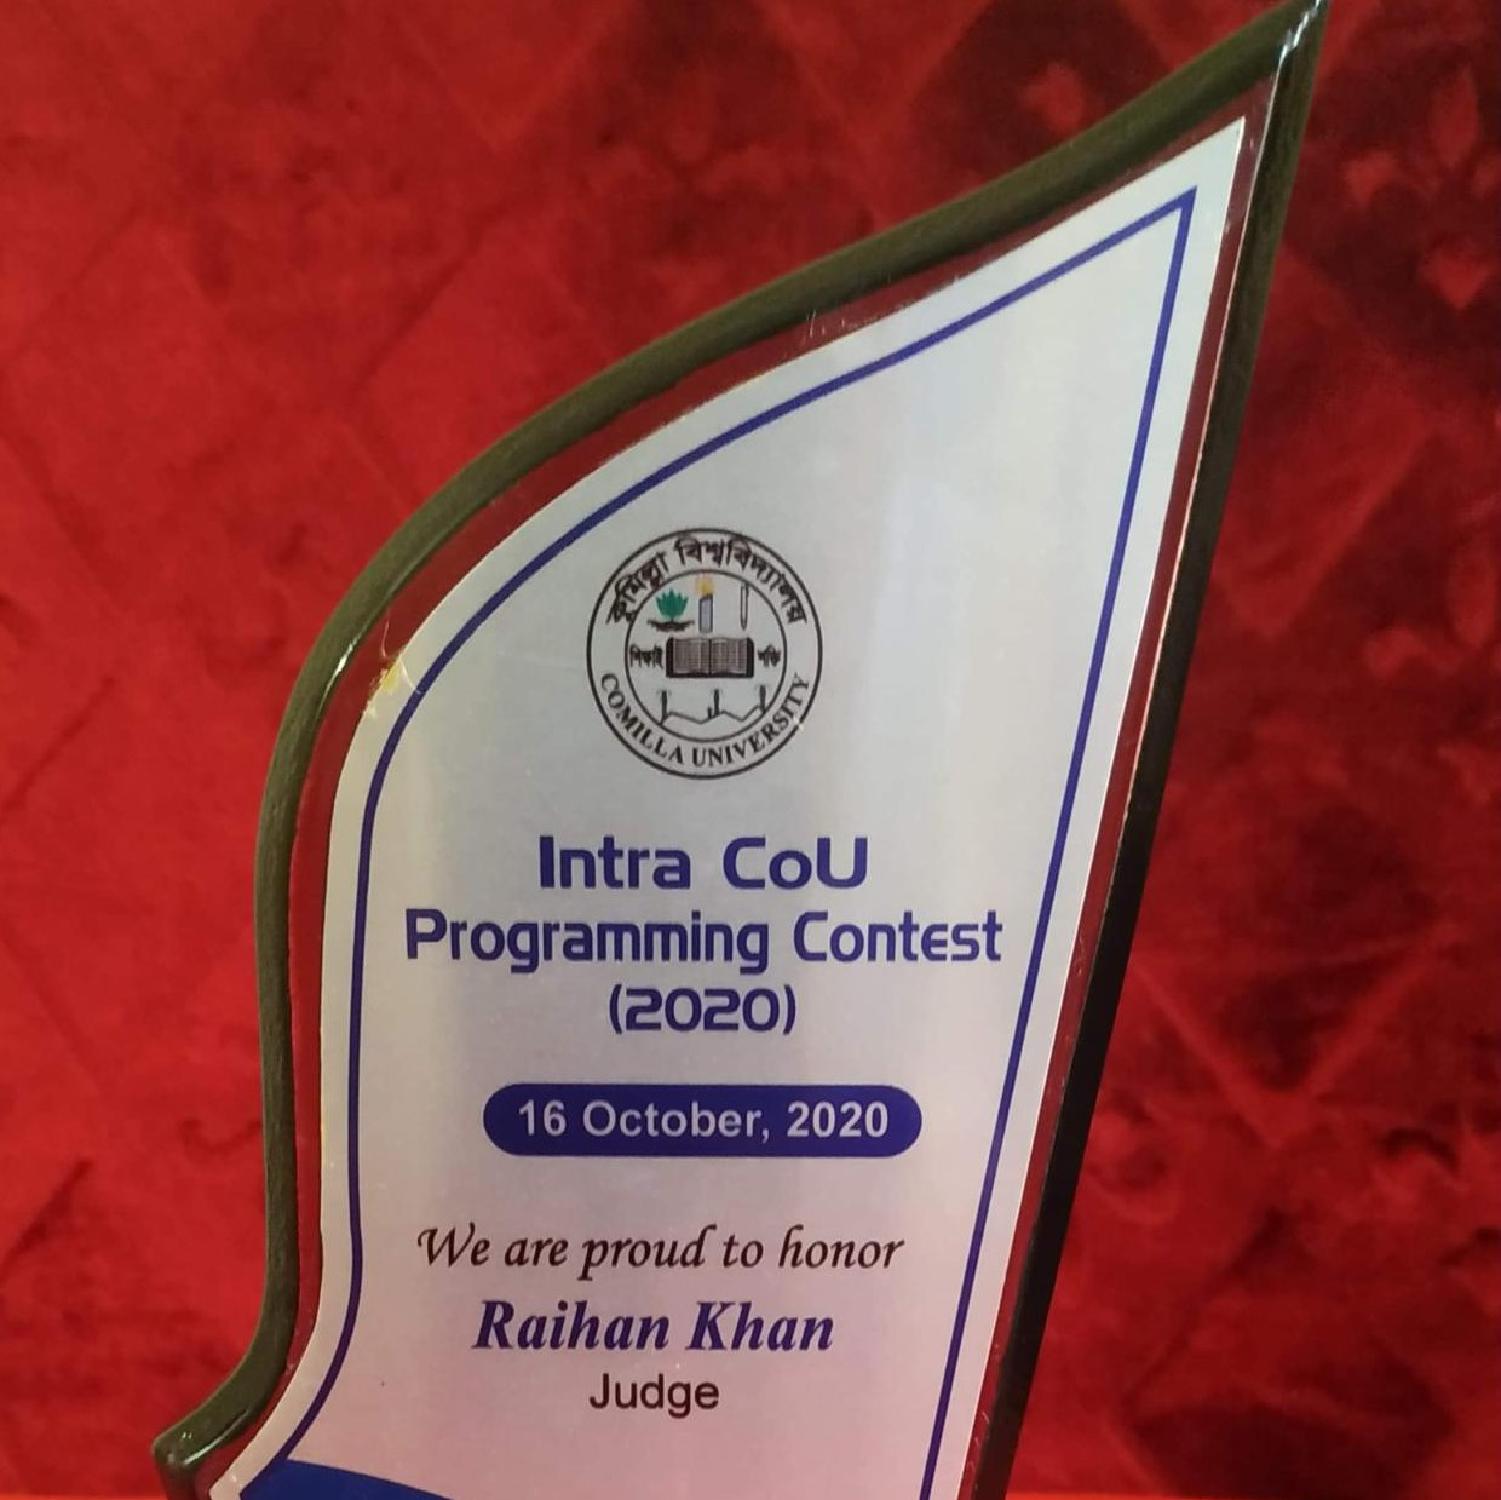 কুমিল্লা বিশ্ববিদ্যালয়
শিক্ষাই শক্তি
COMILLA UNIVERSITY
Intra CoU
Programming Contest
(2020)
16 October, 2020
We are proud to honor
Raihan Khan
Judge